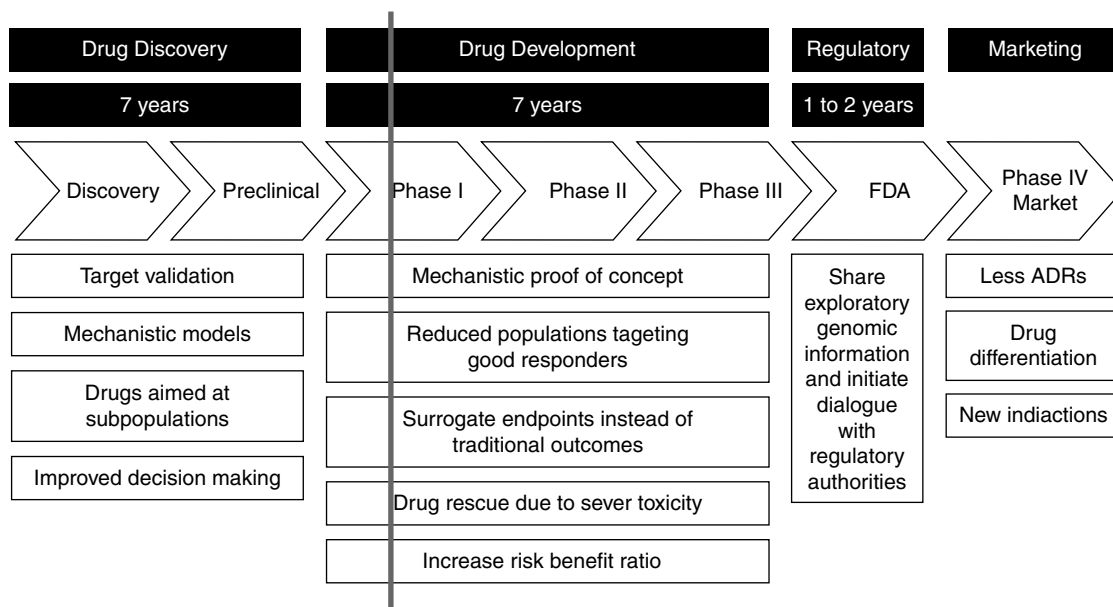 Drug Discovery
Drug Development
Regulatory
Marketing
7 years
7 years
1 to 2 years
Discovery
Preclinical
Phase I
Phase II
Phase III
FDA
Phase IV
Market
Target validation
Mechanistic models
Drugs aimed at
subpopulations
Improved decision making
Mechanistic proof of concept
Reduced populations tageting
good responders
Surrogate endpoints instead of
traditional outcomes
Drug rescue due to sever toxicity
Increase risk benefit ratio
Share
exploratory
genomic
information
and initiate
dialogue
with
regulatory
authorities
Less ADRs
Drug
differentiation
New indiactions